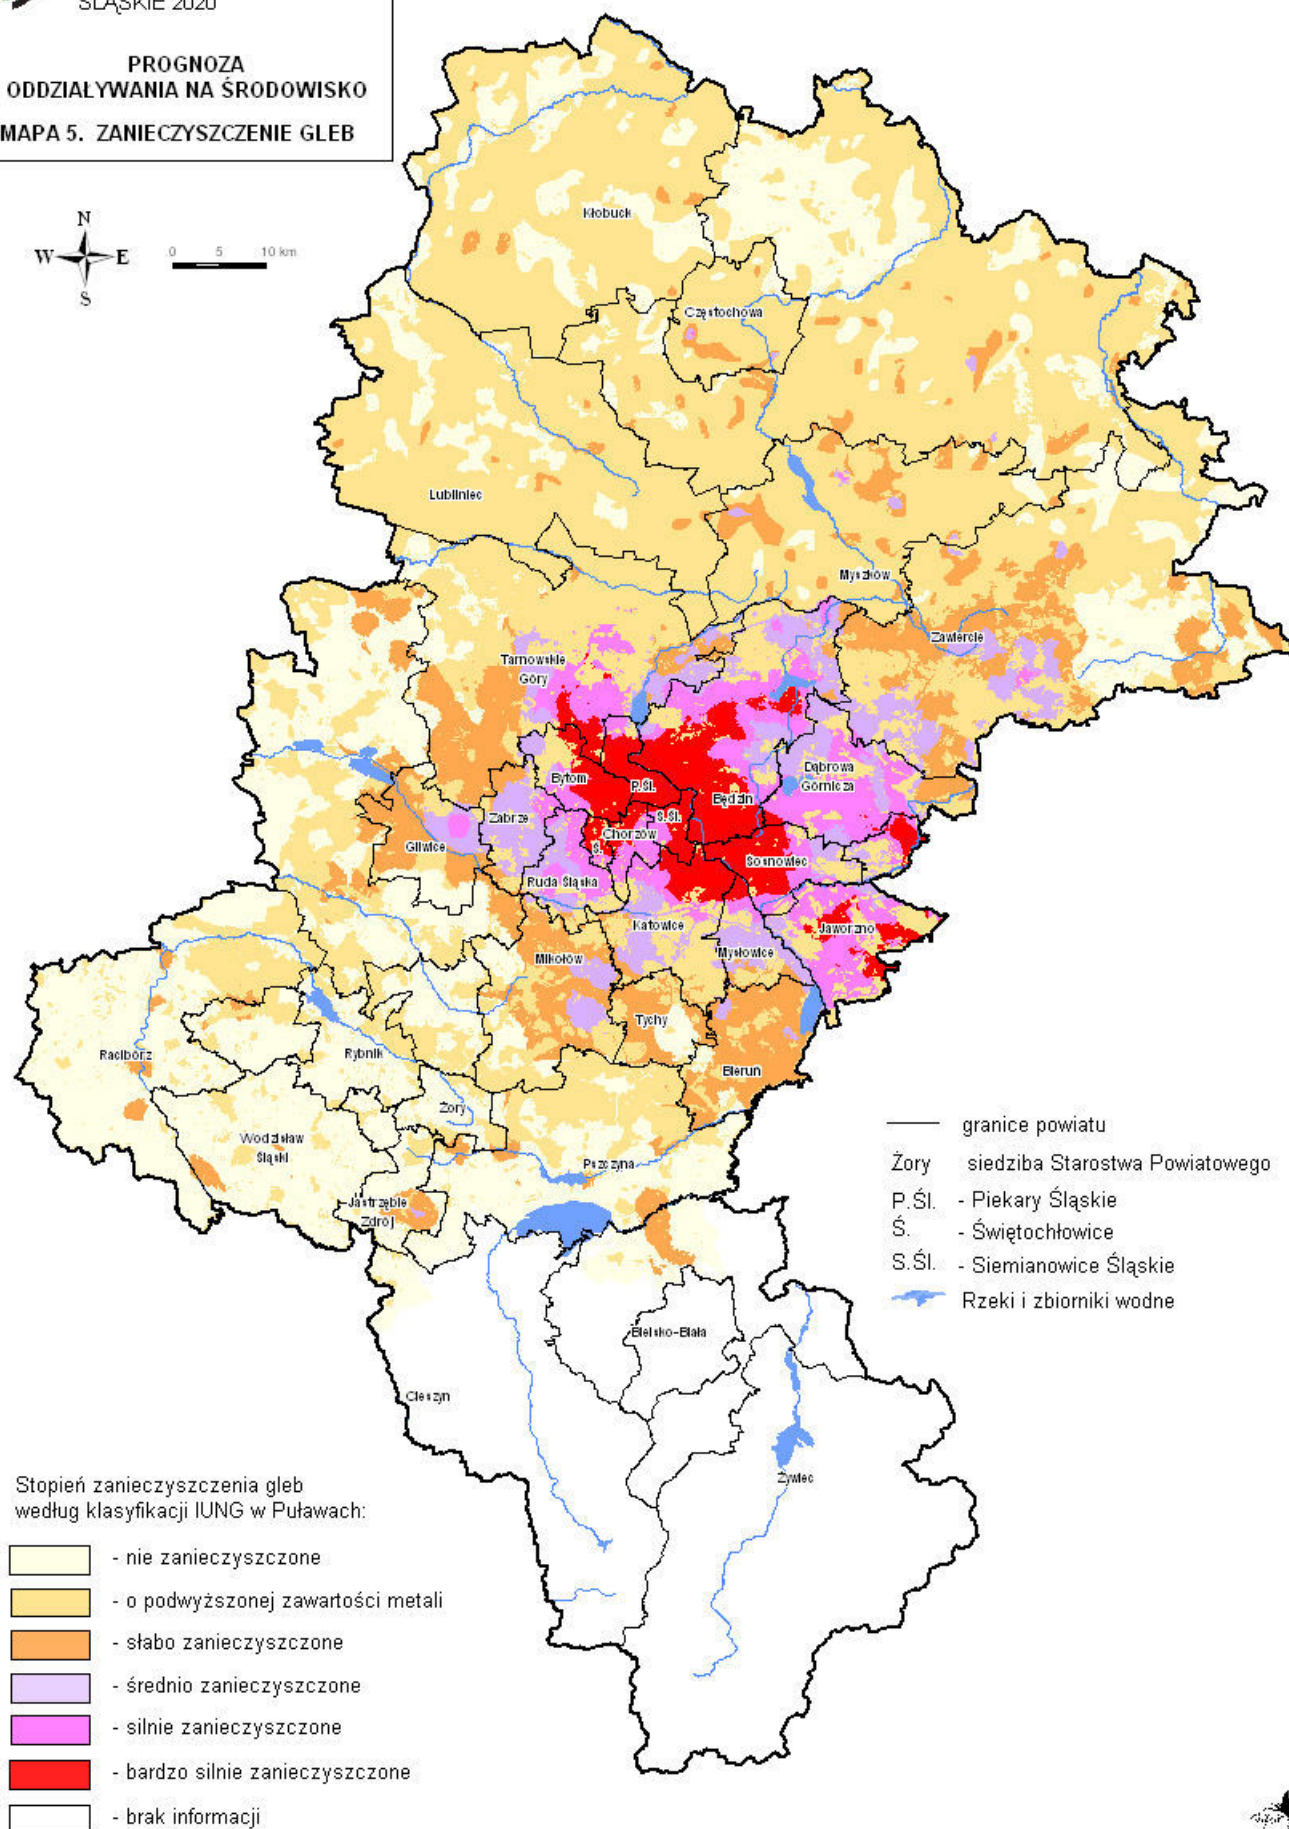 ŚLĄSKIE 2020
PROGNOZA
ODDZIAŁYWANIA NA ŚRODOWISKO
MAPA 5. ZANIECZYSZCZENIE GLEB
N
W E
S
0 5 10 km
Kłobuck
Częstochowa
Lubliniec
Myszków
Zawiercie
Tarnowskie
Góry
Bytom
P.Śl.
Będzin
Dąbrowa
Górnicza
Zabrze
S.Śl.
Chorzów
Ś.
Gliwice
Sosnowiec
Ruda Śląska
Katowice
Jaworzno
Mikołów
Mysłowice
Tychy
Racibórz
Rybnik
Bieruń
Żory
Wodzisław
Śląski
Pszczyna
Jastrzębie
Zdrój
Bielsko-Biała
Cieszyn
Żywiec
granice powiatu
Żory siedziba Starostwa Powiatowego
P.Śl. - Piekary Śląskie
Ś. - Świętochłowice
S.Śl. - Siemianowice Śląskie
Rzeki i zbiorniki wodne
Stopień zanieczyszczenia gleb
według klasyfikacji IUNG w Puławach:
- nie zanieczyszczone
- o podwyższonej zawartości metali
- słabo zanieczyszczone
- średnio zanieczyszczone
- silnie zanieczyszczone
- bardzo silnie zanieczyszczone
- brak informacji